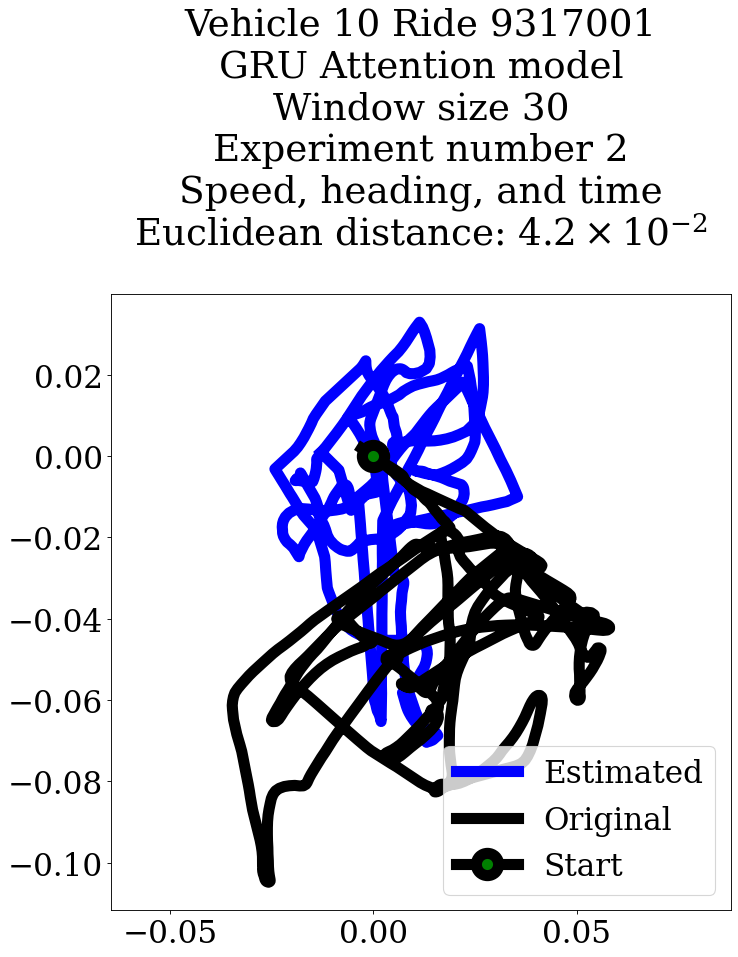 Vehicle 10 Ride 9317001
GRU Attention model
Window size 30
Experiment number 2
Speed, heading, and time
Euclidean distance: 4.2 × 10⁻²
0.02
0.00
−0.02
−0.04
−0.06
−0.08
−0.10
−0.05
0.00
0.05
Estimated
Original
Start